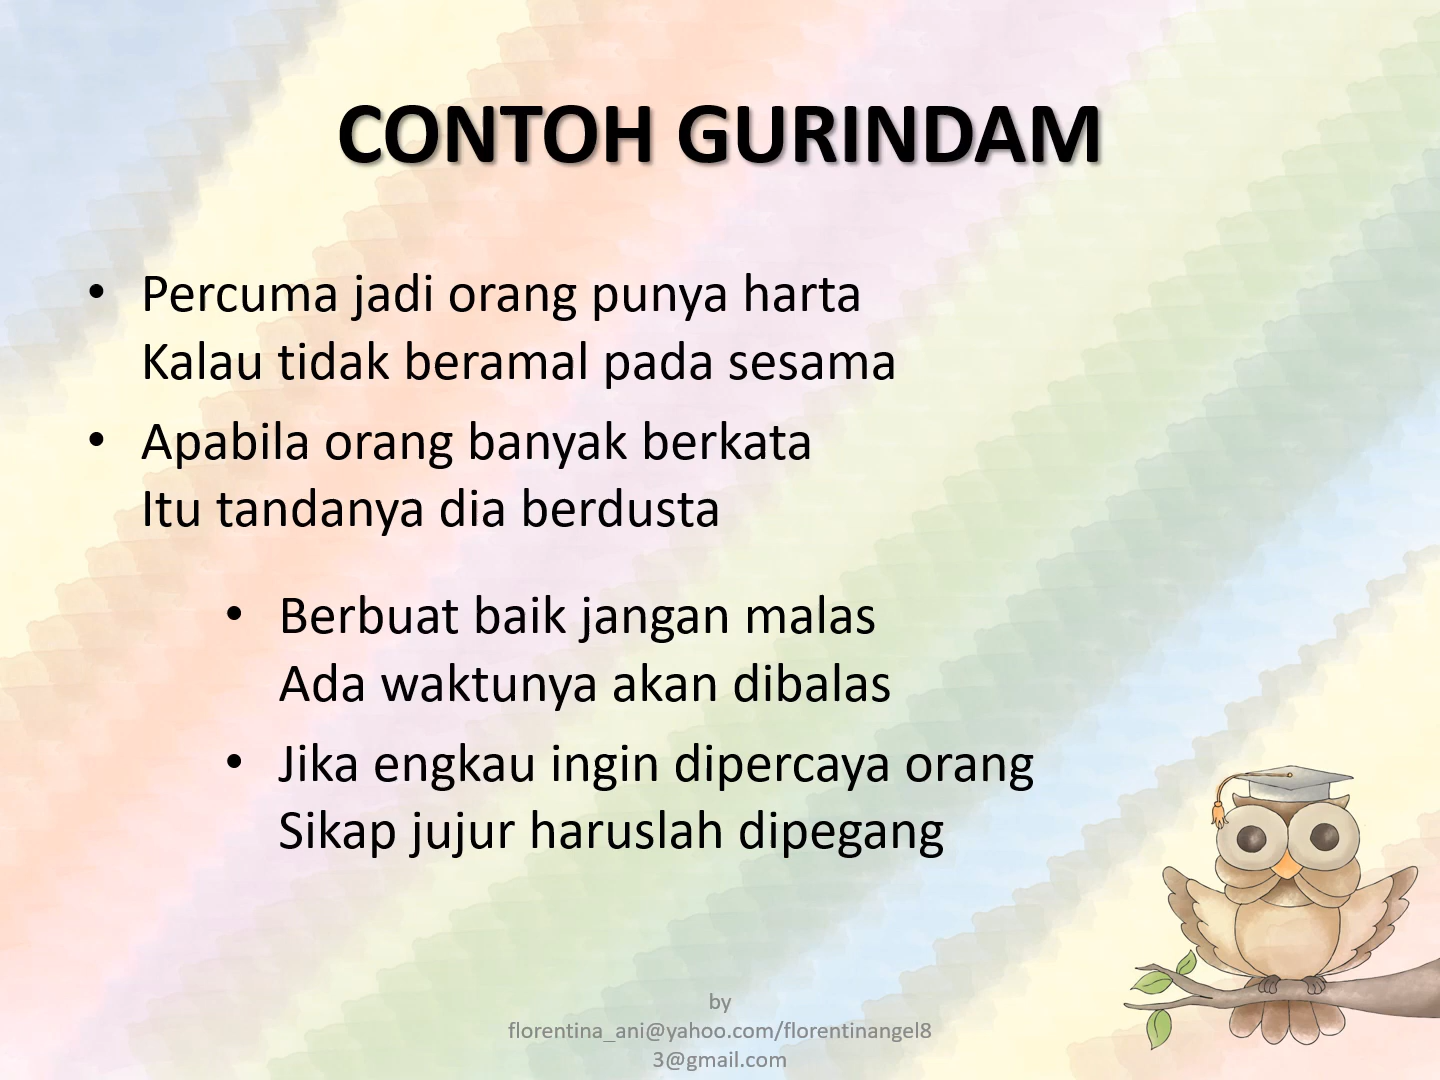 CONTOH GURINDAM
• Percuma jadi orang punya harta
Kalau tidak beramal pada sesama
• Apabila orang banyak berkata
Itu tandanya dia berdusta
• Berbuat baik jangan malas
Ada waktunya akan dibalas
• Jika engkau ingin dipercaya orang
Sikap jujur haruslah dipegang
by
florentina_ani@yahoo.com/florentinangel8
3@gmail.com